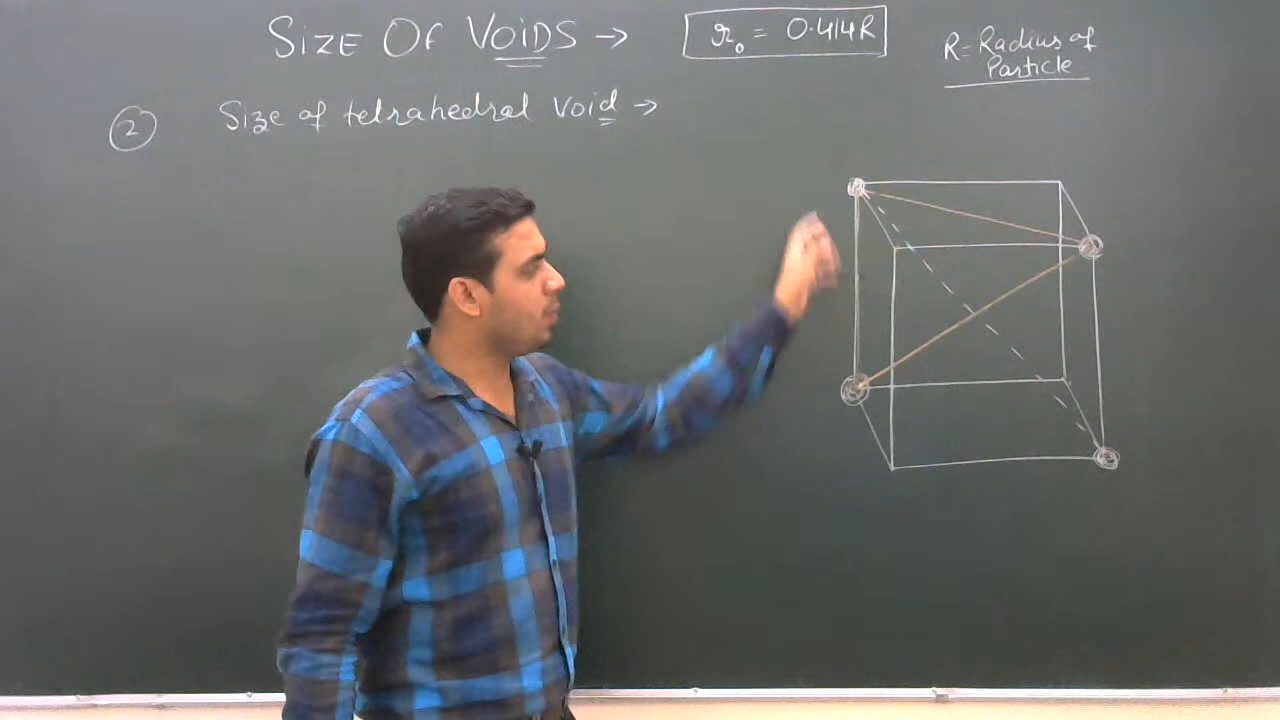 SIZE OF VOIDS → r₀ = 0.414R
R = Radius of
Particle
2 Size of tetrahedral void →